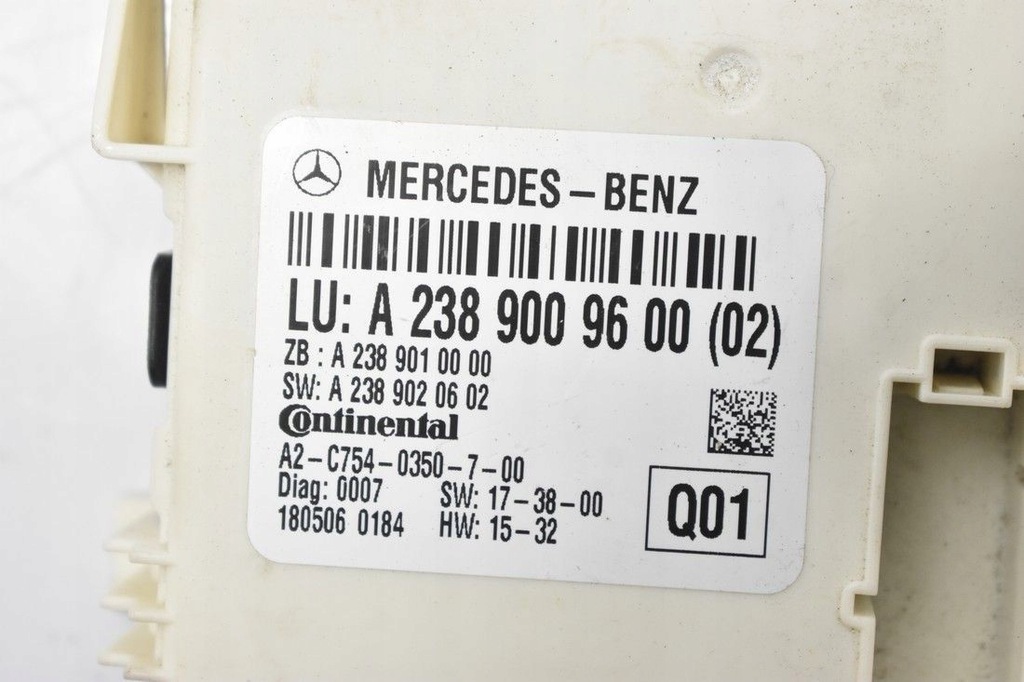 MERCEDES-BENZ
LU: A 238 900 96 00 (02)
ZB : A 238 901 00 00
SW: A 238 902 06 02
Continental
A2-C754-0350-7-00
Diag: 0007 SW: 17-38-00
180506 0184 HW: 15-32
Q01